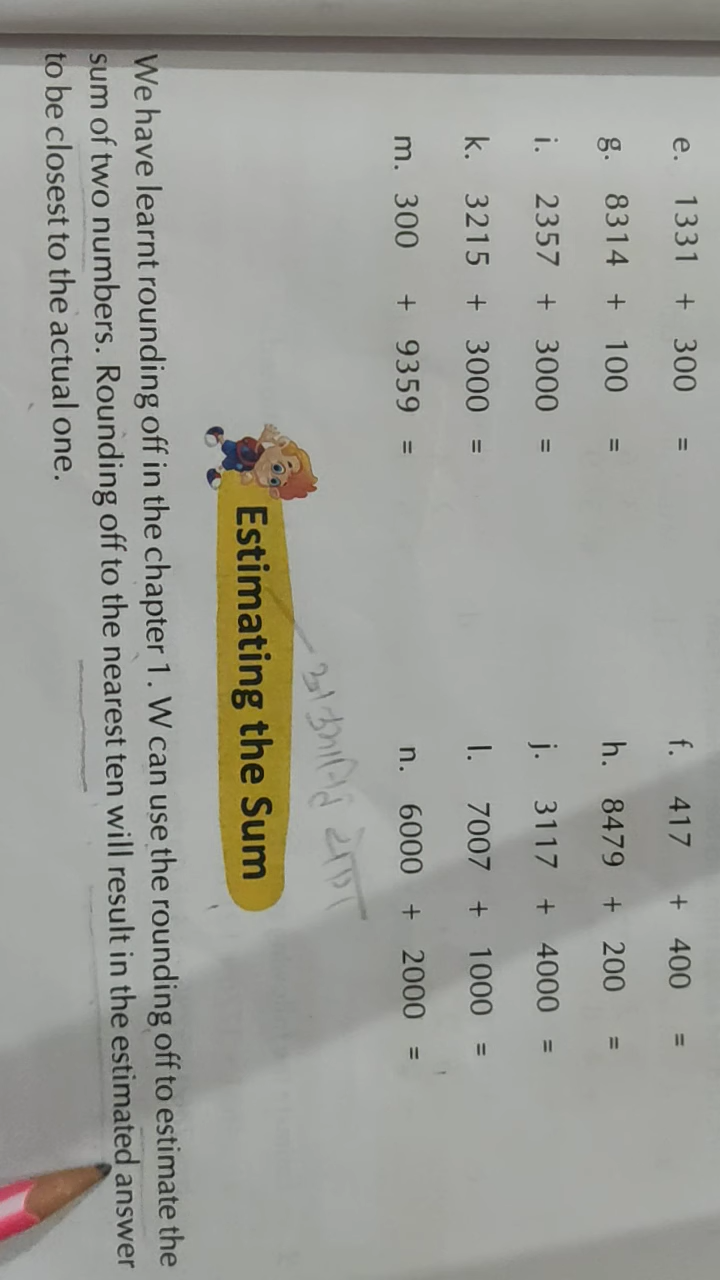 e. 1331 + 300 = f. 417 + 400 =
g. 8314 + 100 = h. 8479 + 200 =
i. 2357 + 3000 = j. 3117 + 4000 =
k. 3215 + 3000 = l. 7007 + 1000 =
m. 300 + 9359 = n. 6000 + 2000 =
Estimating the Sum
We have learnt rounding off in the chapter 1. W can use the rounding off to estimate the
sum of two numbers. Rounding off to the nearest ten will result in the estimated answer
to be closest to the actual one.